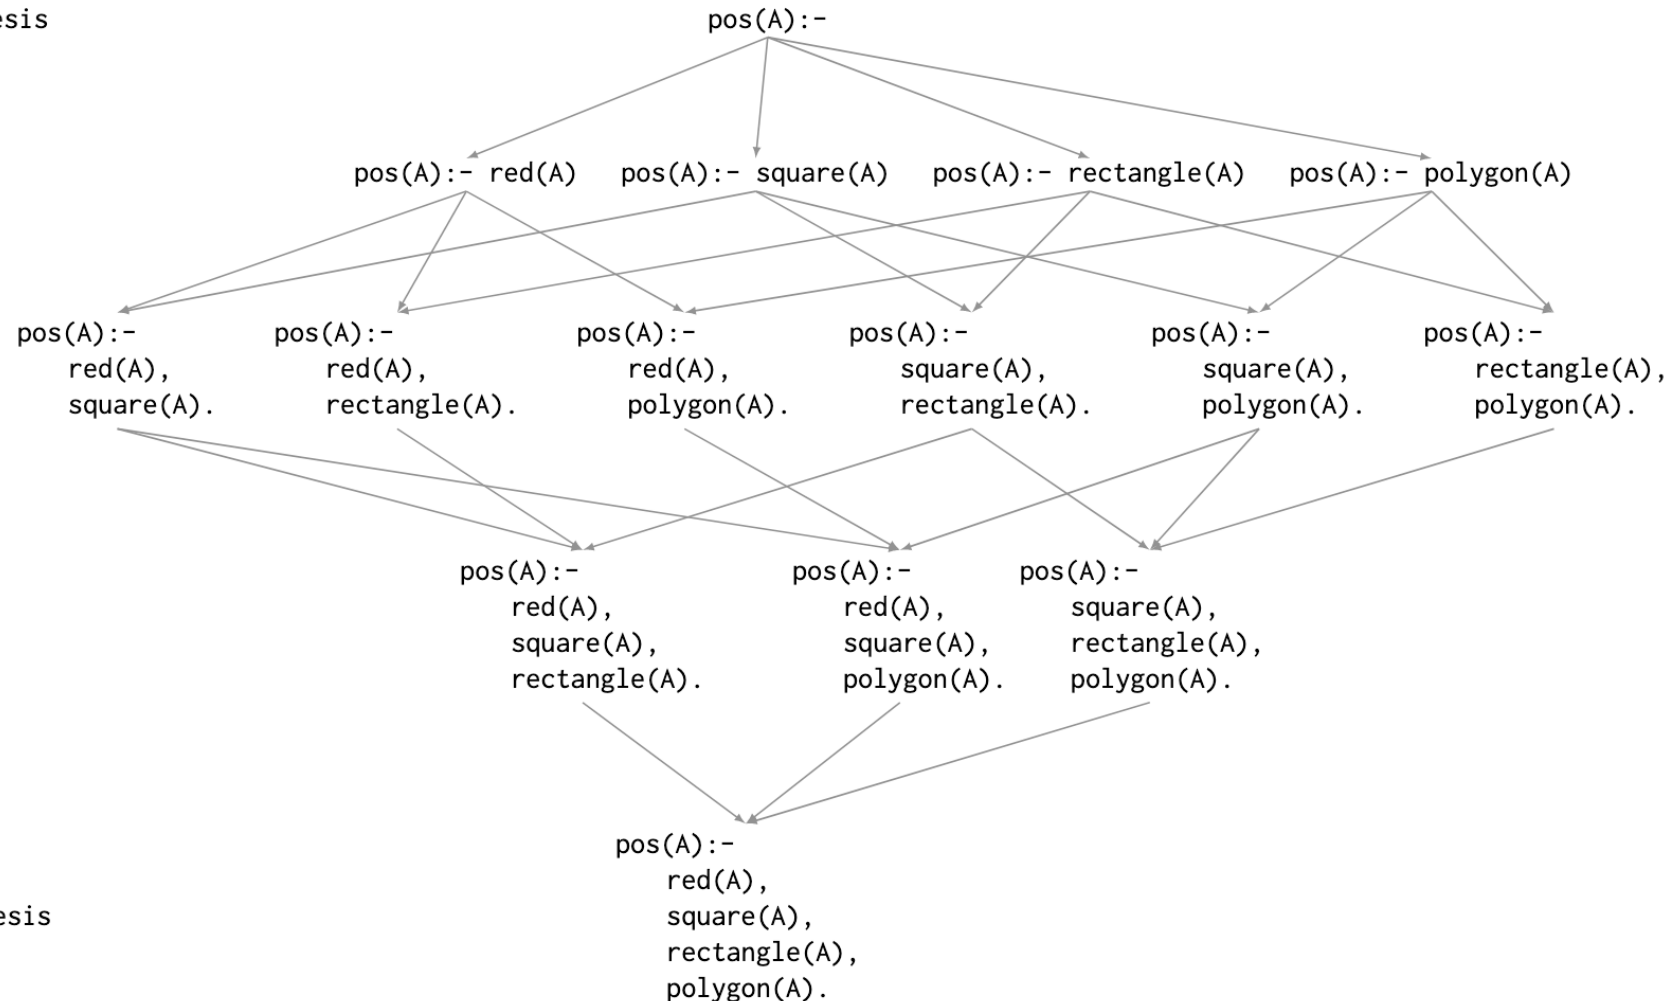 esis
pos(A):-
pos(A):- red(A)
pos(A):- square(A)
pos(A):- rectangle(A)
pos(A):- polygon(A)
pos(A):-
red(A),
square(A).
pos(A):-
red(A),
rectangle(A).
pos(A):-
red(A),
polygon(A).
pos(A):-
square(A),
rectangle(A).
pos(A):-
square(A),
polygon(A).
pos(A):-
rectangle(A),
polygon(A).
pos(A):-
red(A),
square(A),
rectangle(A).
pos(A):-
red(A),
square(A),
polygon(A).
pos(A):-
square(A),
rectangle(A),
polygon(A).
pos(A):-
red(A),
square(A),
rectangle(A),
polygon(A).
esis